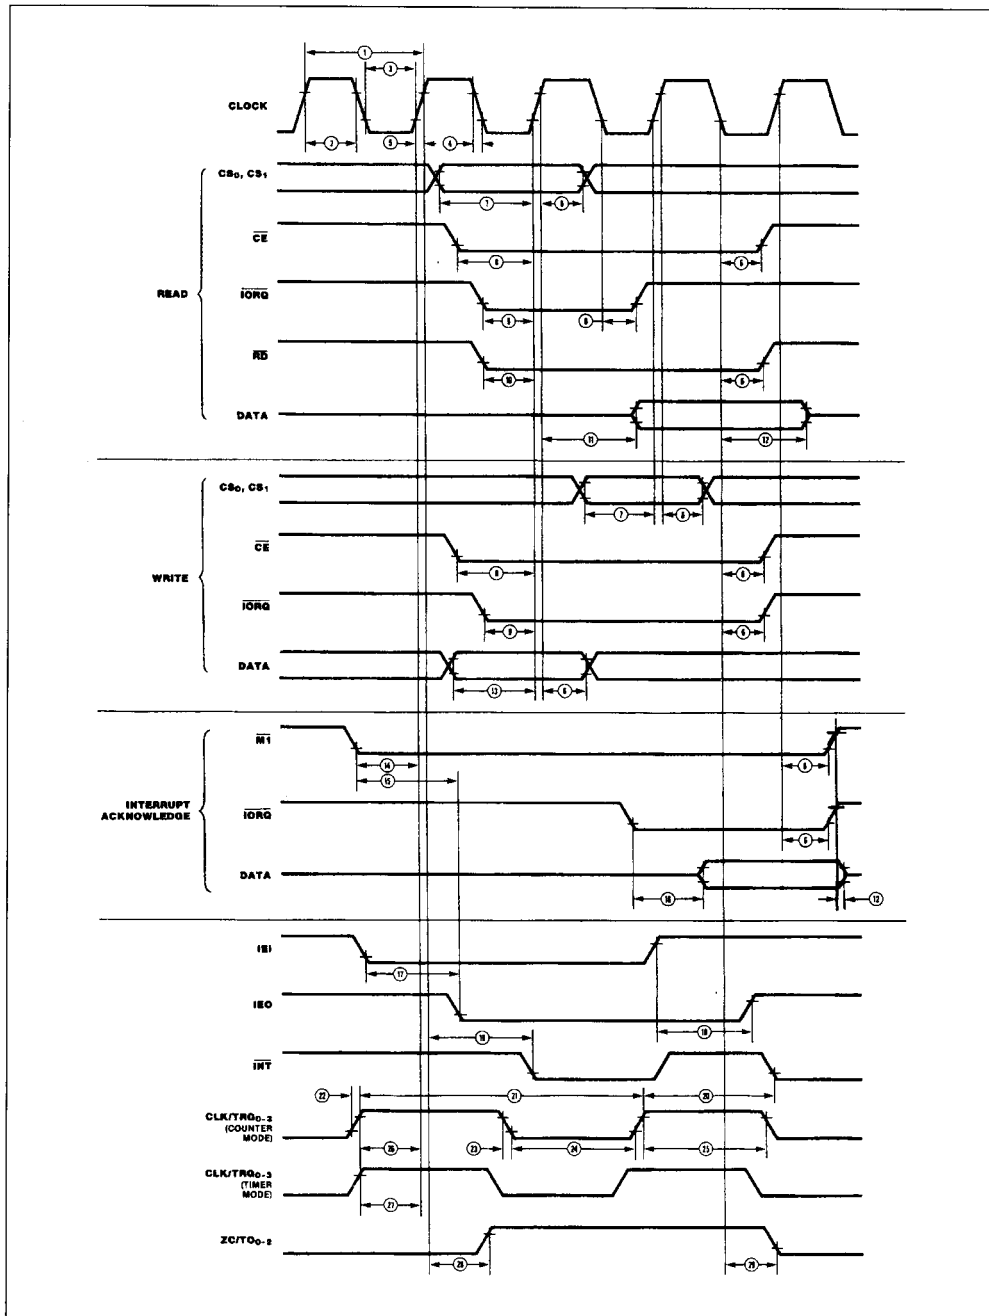 1
3
CLOCK
2 5 4
CS0, CS1
7 6
CE
8 6
READ
IORQ
9
RD
10 6
DATA
11 12
CS0, CS1
7 6
CE
8 6
WRITE
IORQ
9 6
DATA
13 6
M1
14 6
15
INTERRUPT
ACKNOWLEDGE
IORQ
6
DATA
16 12
IEI
17
IEO
19 18
INT
22 21 20
CLK/TRG0-3
(COUNTER
MODE)
26 23 24 25
CLK/TRG0-3
(TIMER
MODE)
27
ZC/TO0-2
28 29